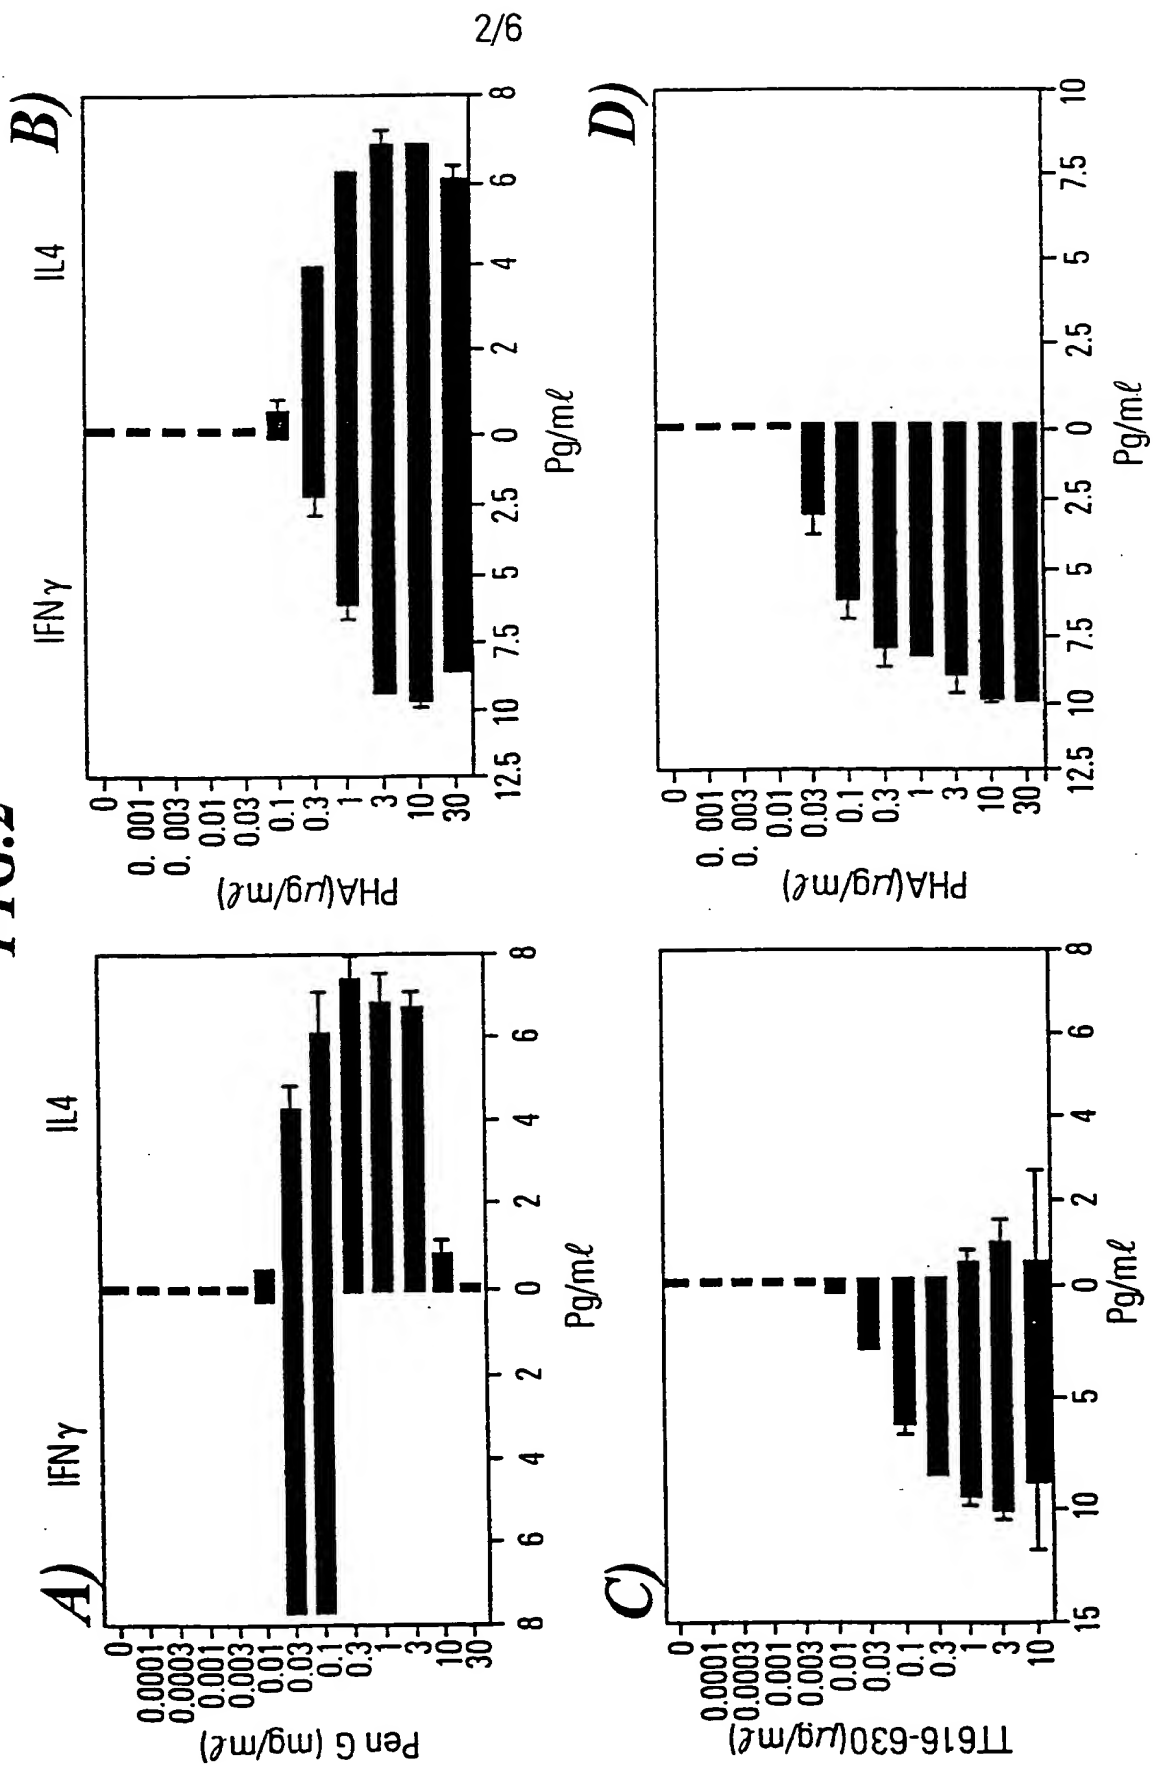 2/6
FIG.2
A)
IFNγ IL4
Pen G (mg/mℓ)
0
0.0001
0.0003
0.001
0.003
0.01
0.03
0.1
0.3
1
3
10
30
8 6 4 2 0 2 4 6 8
Pg/mℓ
B)
IFNγ IL4
PHA(μg/mℓ)
0
0. 001
0. 003
0.01
0.03
0.1
0.3
1
3
10
30
12.5 10 7.5 5 2.5 0 2 4 6 8
Pg/mℓ
C)
TT616-630(μg/mℓ)
0
0.0001
0.0003
0.001
0.003
0.01
0.03
0.1
0.3
1
3
10
15 10 5 0 2 4 6 8
Pg/mℓ
D)
PHA(μg/mℓ)
0
0. 001
0. 003
0.01
0.03
0.1
0.3
1
3
10
30
12.5 10 7.5 5 2.5 0 2.5 5 7.5 10
Pg/mℓ